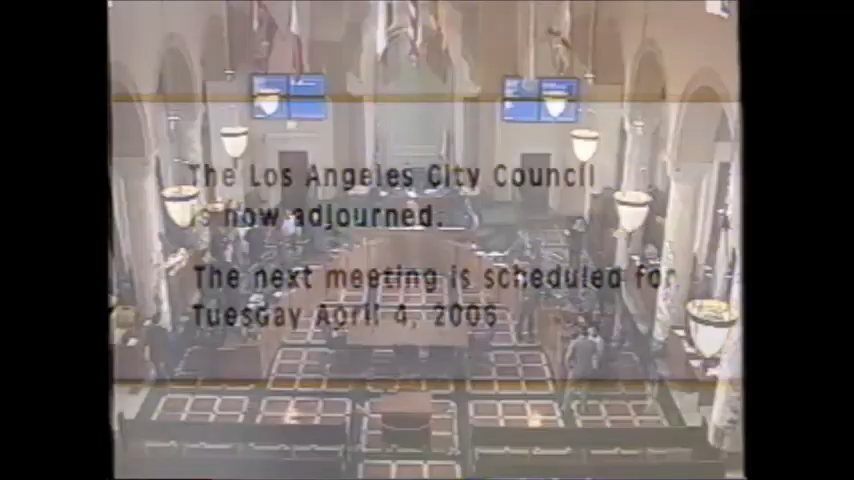 The Los Angeles City Council
is now adjourned.
The next meeting is scheduled for
Tuesday April 4, 2006